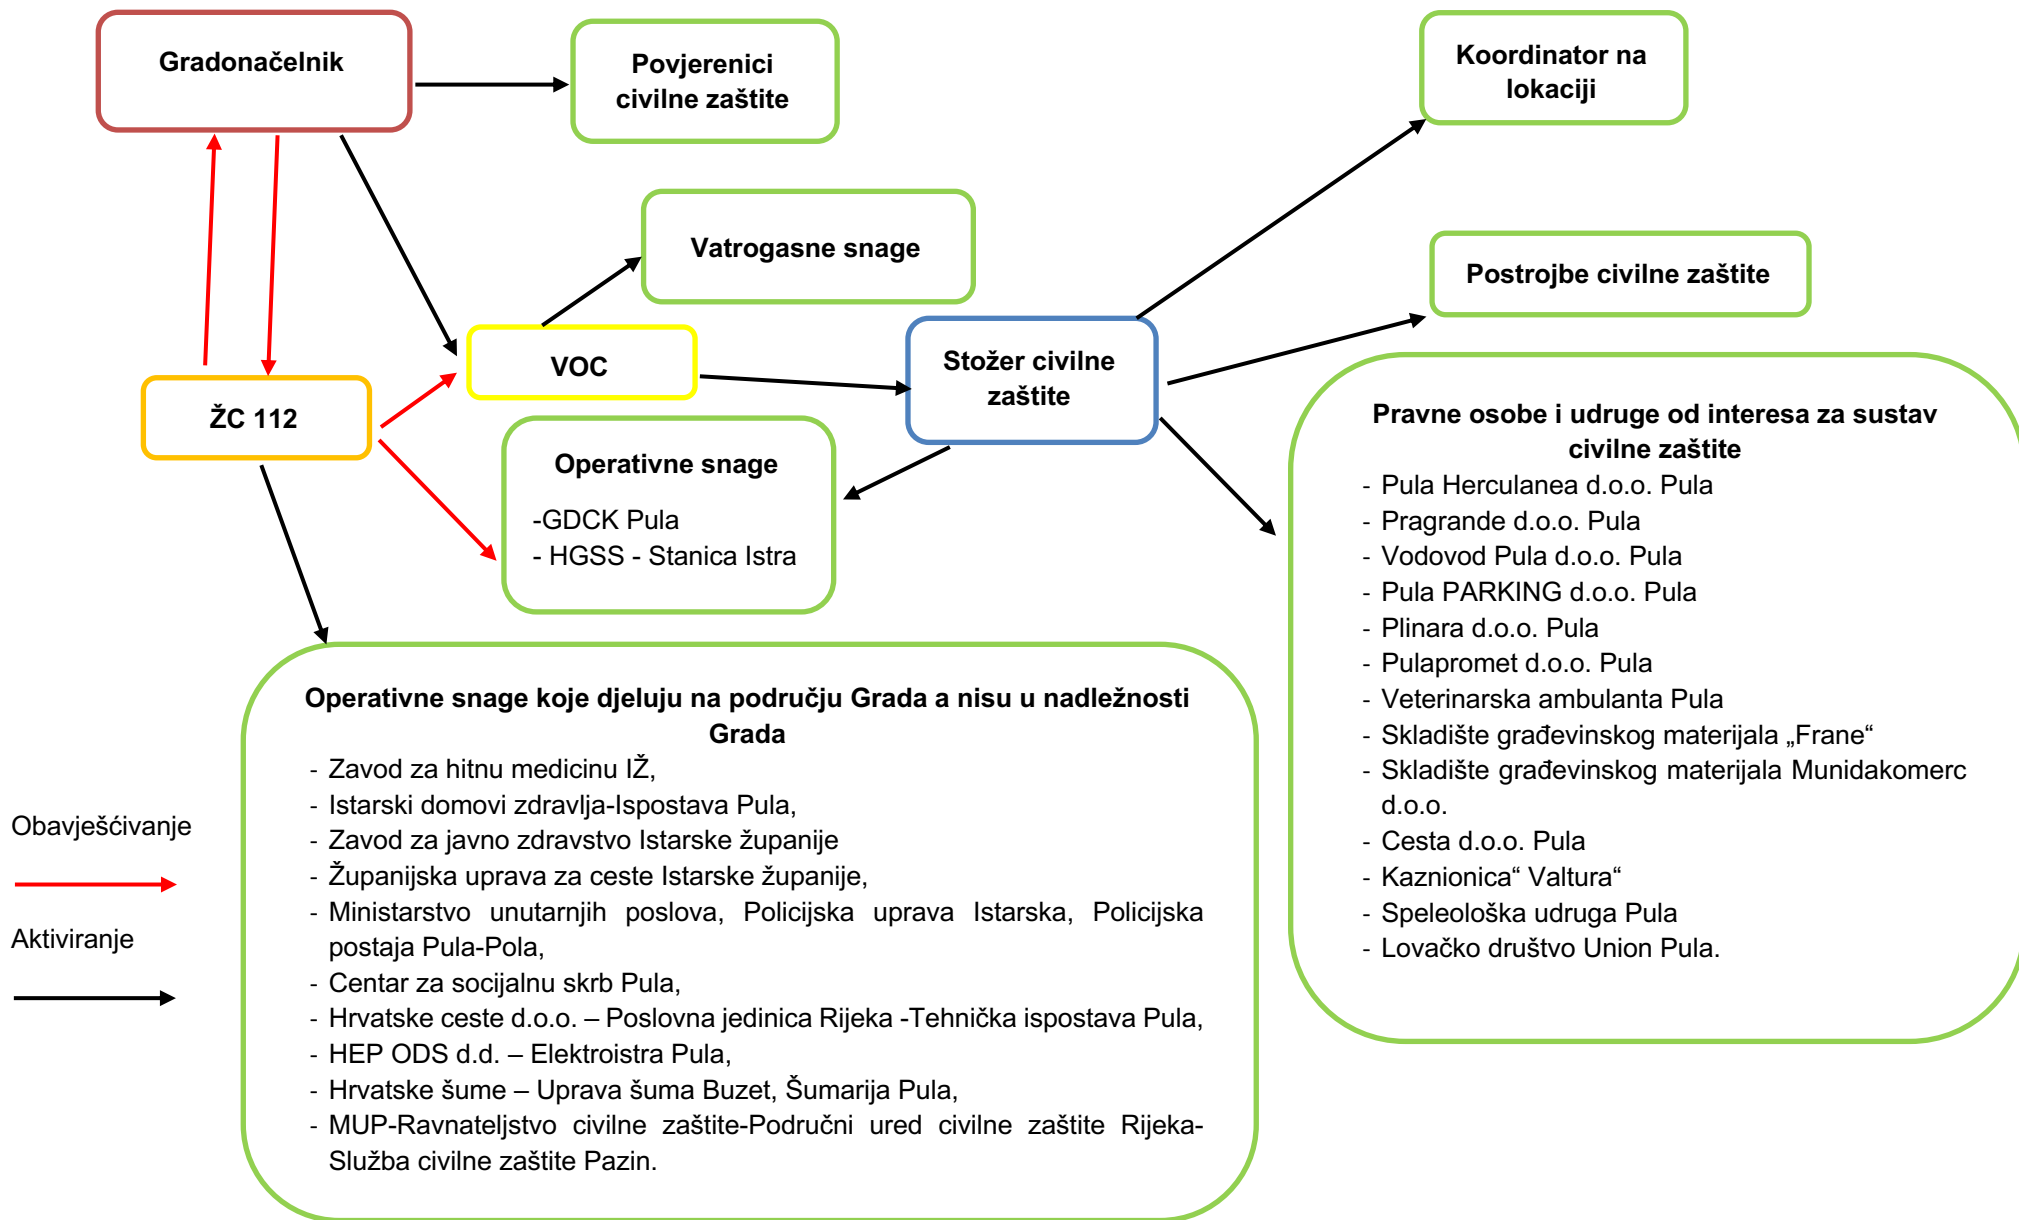 Gradonačelnik
Povjerenici
civilne zaštite
Koordinator na
lokaciji
Vatrogasne snage
Postrojbe civilne zaštite
VOC
Stožer civilne
zaštite
ŽC 112
Operativne snage
-GDCK Pula
- HGSS - Stanica Istra
Pravne osobe i udruge od interesa za sustav
civilne zaštite
- Pula Herculanea d.o.o. Pula
- Pragrande d.o.o. Pula
- Vodovod Pula d.o.o. Pula
- Pula PARKING d.o.o. Pula
- Plinara d.o.o. Pula
- Pulapromet d.o.o. Pula
- Veterinarska ambulanta Pula
- Skladište građevinskog materijala „Frane“
- Skladište građevinskog materijala Munidakomerc
d.o.o.
- Cesta d.o.o. Pula
- Kaznionica“ Valtura“
- Speleološka udruga Pula
- Lovačko društvo Union Pula.
Operativne snage koje djeluju na području Grada a nisu u nadležnosti
Grada
- Zavod za hitnu medicinu IŽ,
- Istarski domovi zdravlja-Ispostava Pula,
- Zavod za javno zdravstvo Istarske županije
- Županijska uprava za ceste Istarske županije,
- Ministarstvo unutarnjih poslova, Policijska uprava Istarska, Policijska
postaja Pula-Pola,
- Centar za socijalnu skrb Pula,
- Hrvatske ceste d.o.o. – Poslovna jedinica Rijeka -Tehnička ispostava Pula,
- HEP ODS d.d. – Elektroistra Pula,
- Hrvatske šume – Uprava šuma Buzet, Šumarija Pula,
- MUP-Ravnateljstvo civilne zaštite-Područni ured civilne zaštite Rijeka-
Služba civilne zaštite Pazin.
Obavješćivanje
Aktiviranje